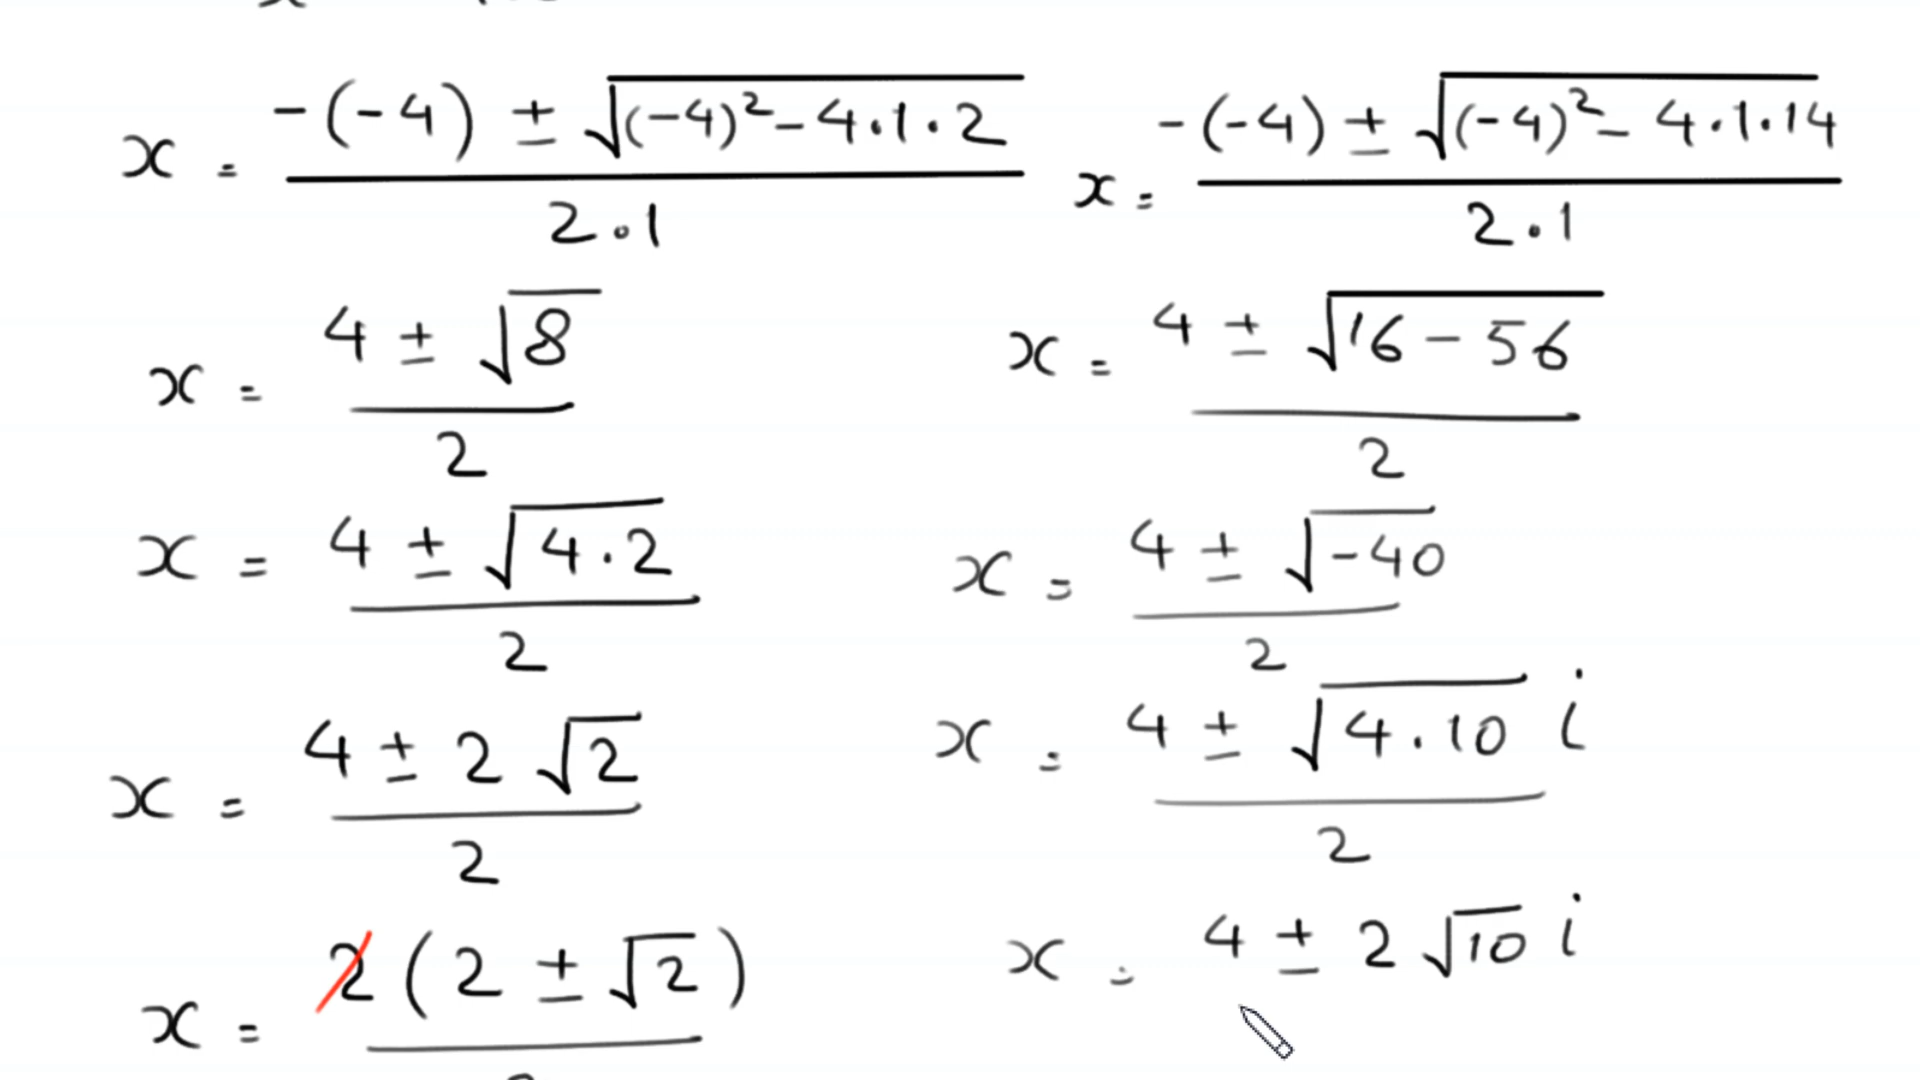 x = -(-4) ± √(-4)² - 4.1.2 / 2.1
x = 4 ± √8 / 2
x = 4 ± √4.2 / 2
x = 4 ± 2√2 / 2
x = 2(2 ± √2)
x = -(-4) ± √(-4)² - 4.1.14 / 2.1
x = 4 ± √16 - 56 / 2
x = 4 ± √-40 / 2
x = 4 ± √4.10 i / 2
x = 4 ± 2√10 i